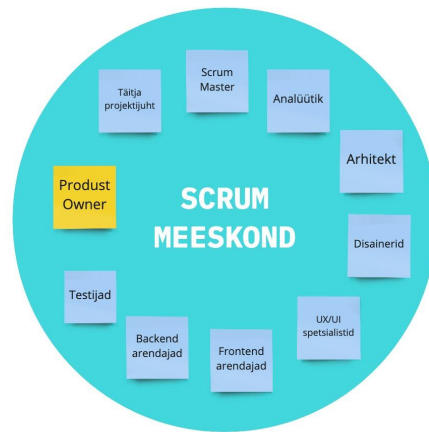 Scrum
Master
Täitja
projektijuht
Analüütik
Arhitekt
Produst
Owner
SCRUM
MEESKOND
Disainerid
Testijad
UX/UI
spetsialistid
Backend
arendajad
Frontend
arendajad